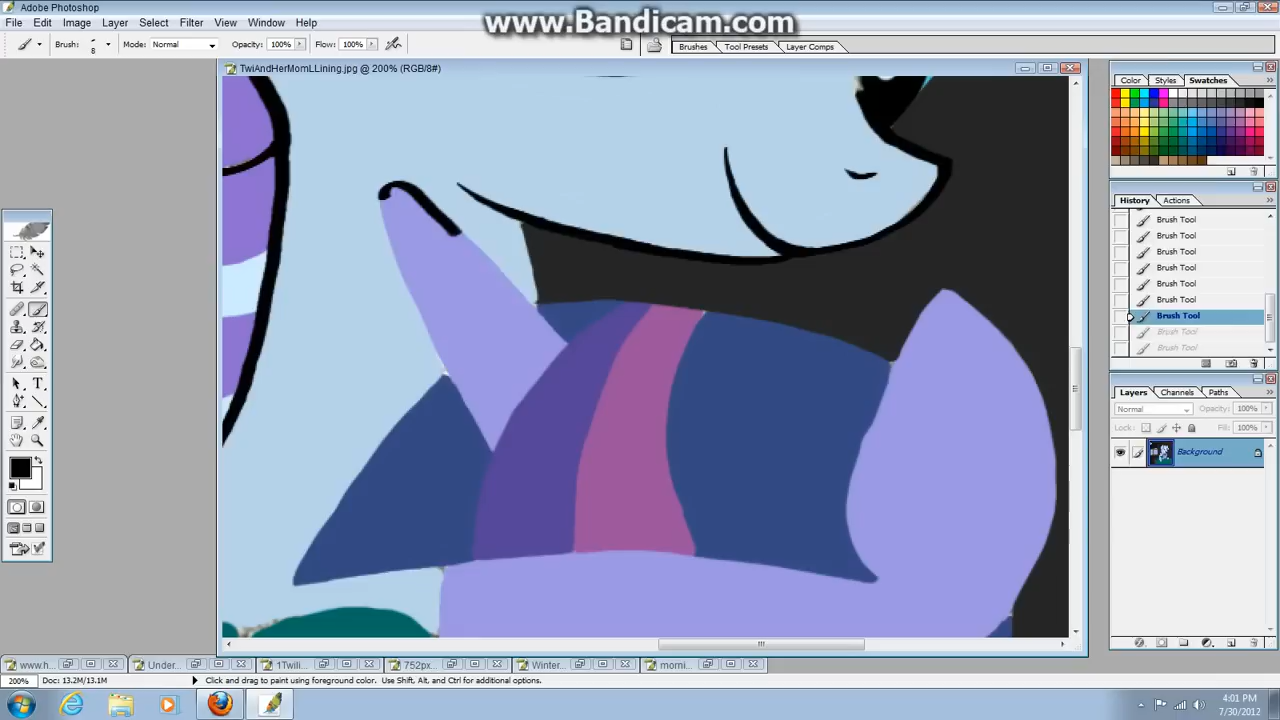 Adobe Photoshop
www.Bandicam.com
File Edit Image Layer Select Filter View Window Help
Brush: 8 Mode: Normal Opacity: 100% Flow: 100% Brushes Tool Presets Layer Comps
TwiAndHerMomLLining.jpg @ 200% (RGB/8#)
Color Styles Swatches
History Actions
Brush Tool
Brush Tool
Brush Tool
Brush Tool
Brush Tool
Brush Tool
Brush Tool
Brush Tool
Brush Tool
Layers Channels Paths
Normal Opacity: 100%
Lock: Fill: 100%
Background
www.h Under 1Twili 752px Winter morni
200% Doc: 13.2M/13.1M Click and drag to paint using foreground color. Use Shift, Alt, and Ctrl for additional options.
4:01 PM
7/30/2012